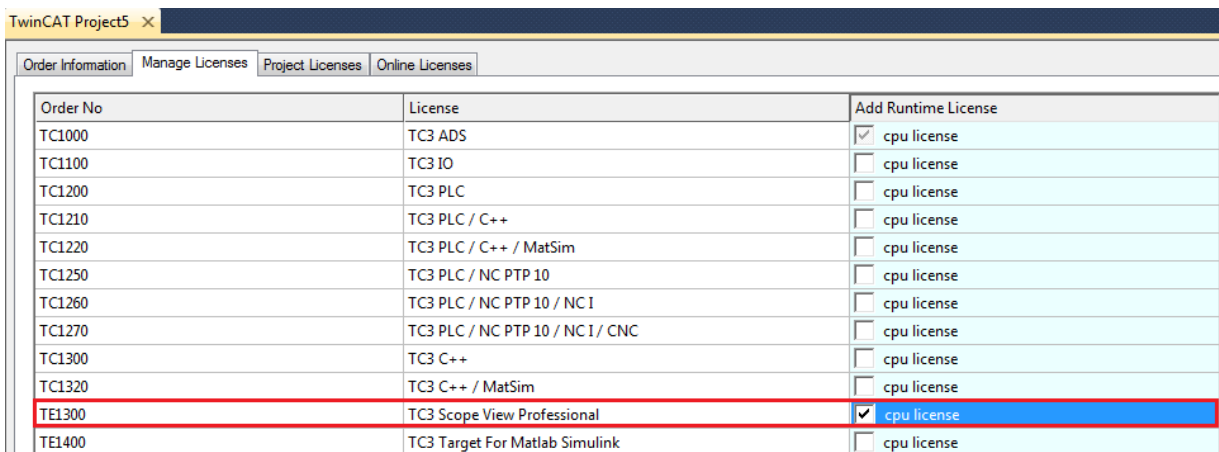 TwinCAT Project5
Order Information Manage Licenses Project Licenses Online Licenses
Order No License Add Runtime License
TC1000 TC3 ADS cpu license
TC1100 TC3 IO cpu license
TC1200 TC3 PLC cpu license
TC1210 TC3 PLC / C++ cpu license
TC1220 TC3 PLC / C++ / MatSim cpu license
TC1250 TC3 PLC / NC PTP 10 cpu license
TC1260 TC3 PLC / NC PTP 10 / NC I cpu license
TC1270 TC3 PLC / NC PTP 10 / NC I / CNC cpu license
TC1300 TC3 C++ cpu license
TC1320 TC3 C++ / MatSim cpu license
TE1300 TC3 Scope View Professional cpu license
TE1400 TC3 Target For Matlab Simulink cpu license